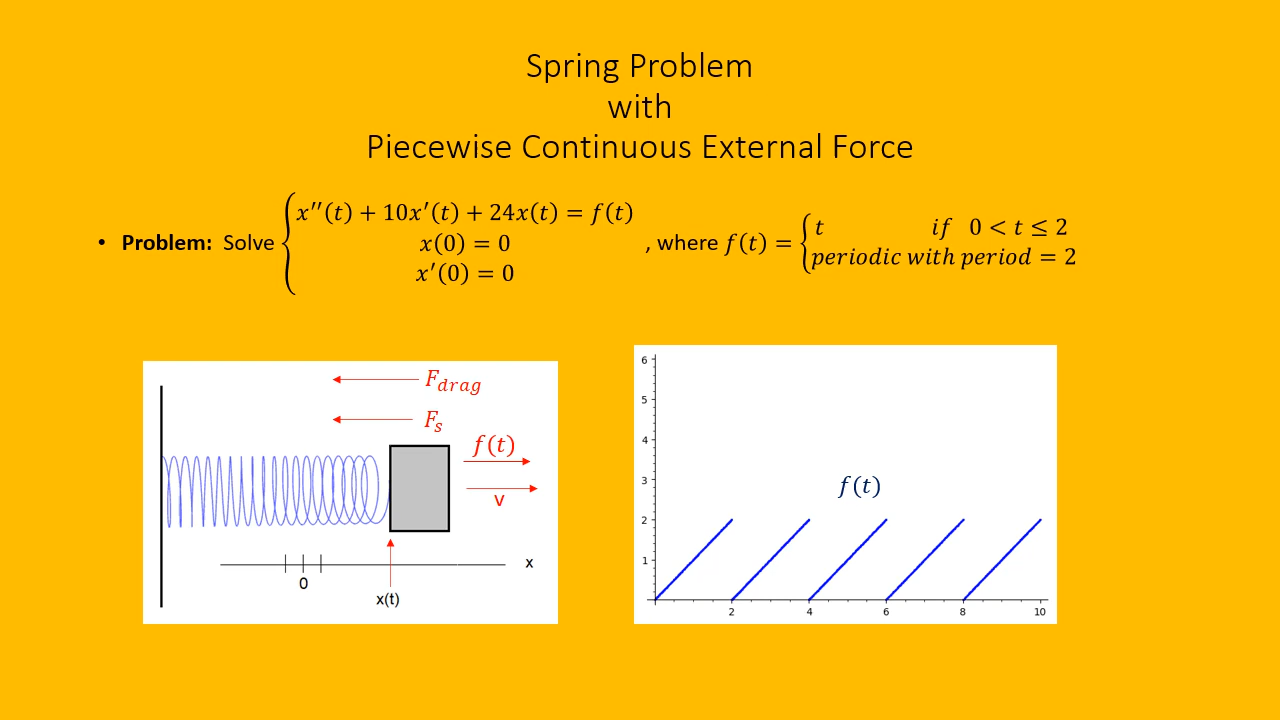 Spring Problem
with
Piecewise Continuous External Force
• Problem: Solve { x′′(t) + 10x′(t) + 24x(t) = f(t)
x(0) = 0
x′(0) = 0
, where f(t) = { t if 0 < t ≤ 2
periodic with period = 2
F_drag
F_s
f(t)
v
x
0
x(t)
6
5
4
3
2
1
f(t)
2 4 6 8 10